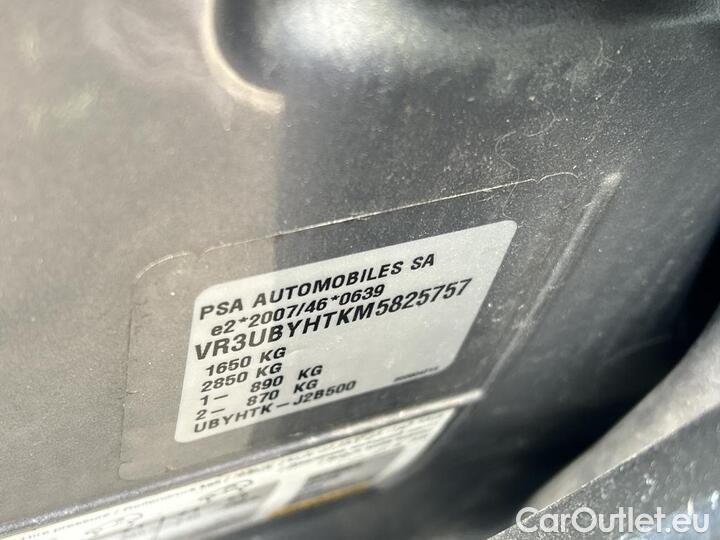 PSA AUTOMOBILES SA
e2*2007/46*0639
VR3UBYHTKM5825757
1650 KG
2850 KG
1- 890 KG
2- 870 KG
UBYHTK-J2B500
CarOutlet.eu